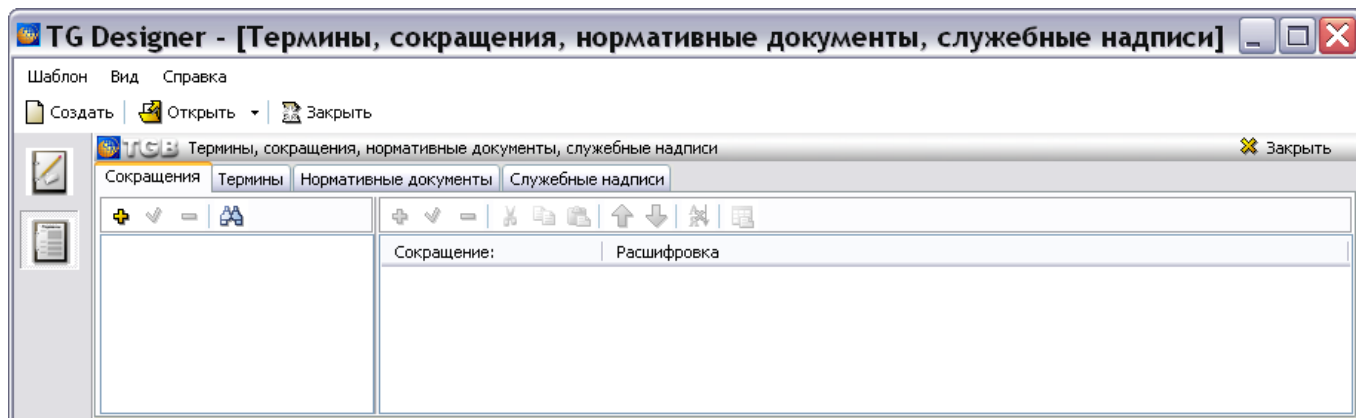 TG Designer - [Термины, сокращения, нормативные документы, служебные надписи]
Шаблон Вид Справка
Создать Открыть Закрыть
TGB Термины, сокращения, нормативные документы, служебные надписи Закрыть
Сокращения Термины Нормативные документы Служебные надписи
Сокращение: Расшифровка